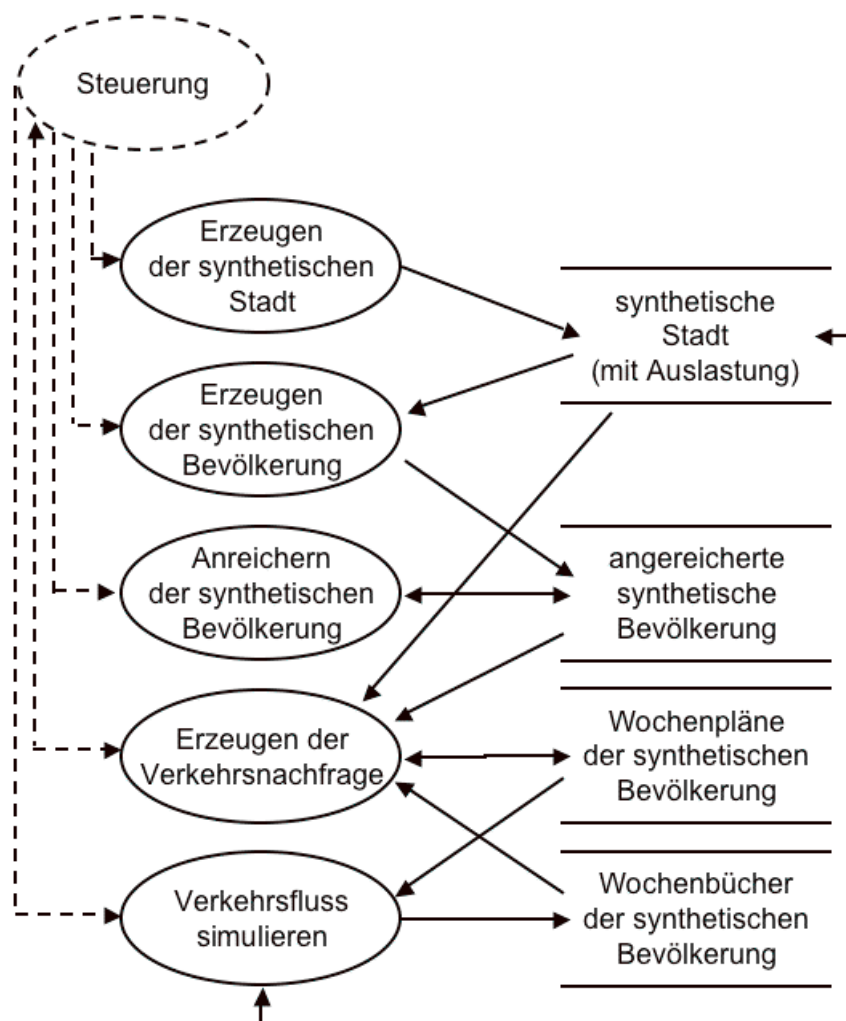 Steuerung
Erzeugen
der synthetischen
Stadt
synthetische
Stadt
(mit Auslastung)
Erzeugen
der synthetischen
Bevölkerung
Anreichern
der synthetischen
Bevölkerung
angereicherte
synthetische
Bevölkerung
Erzeugen der
Verkehrsnachfrage
Wochenpläne
der synthetischen
Bevölkerung
Verkehrsfluss
simulieren
Wochenbücher
der synthetischen
Bevölkerung